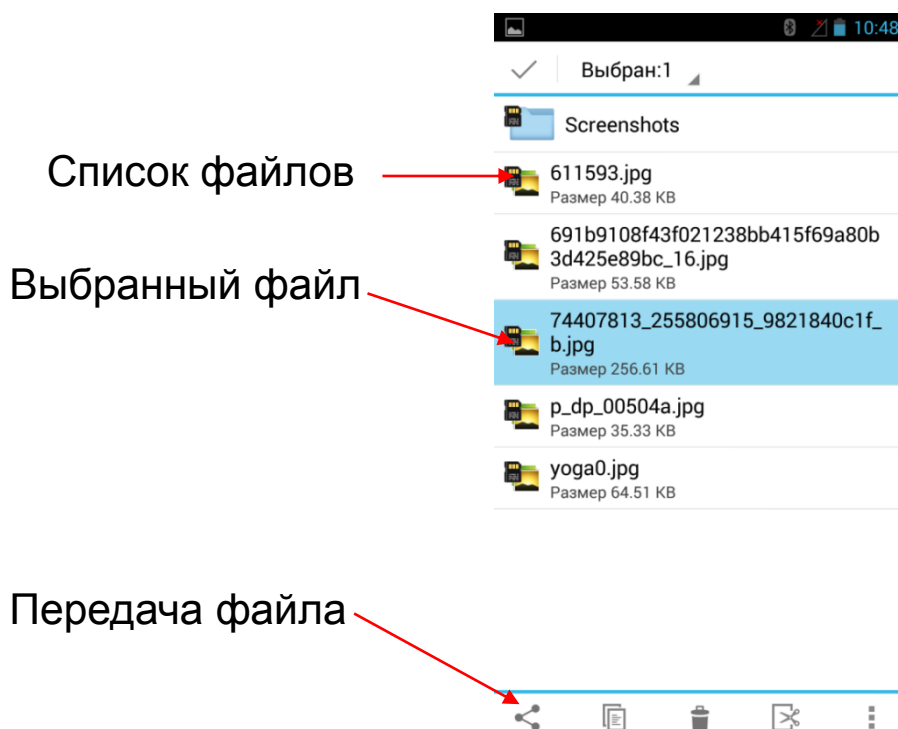 10:48
Выбран:1
Screenshots
Список файлов
611593.jpg
Размер 40.38 KB
691b9108f43f021238bb415f69a80b
3d425e89bc_16.jpg
Размер 53.58 KB
Выбранный файл
74407813_255806915_9821840c1f_
b.jpg
Размер 256.61 KB
p_dp_00504a.jpg
Размер 35.33 KB
yoga0.jpg
Размер 64.51 KB
Передача файла